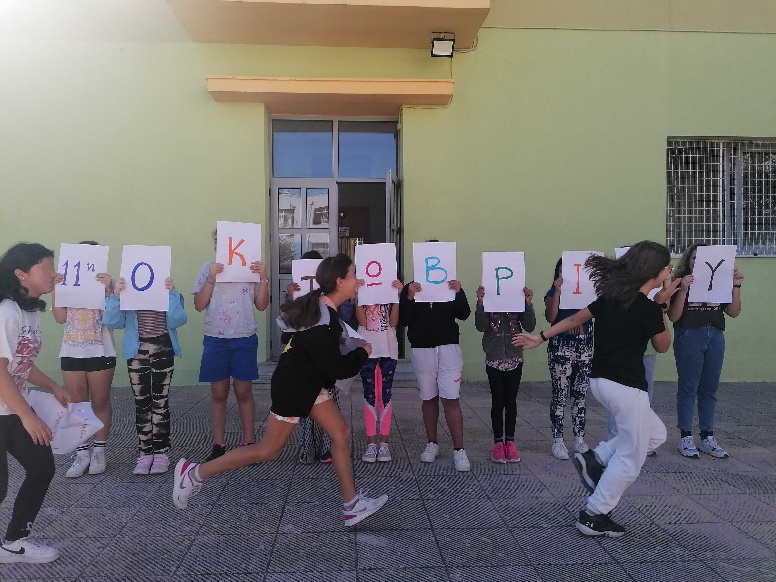 11η Ο Κ Τ Ω Β Ρ Ι Υ